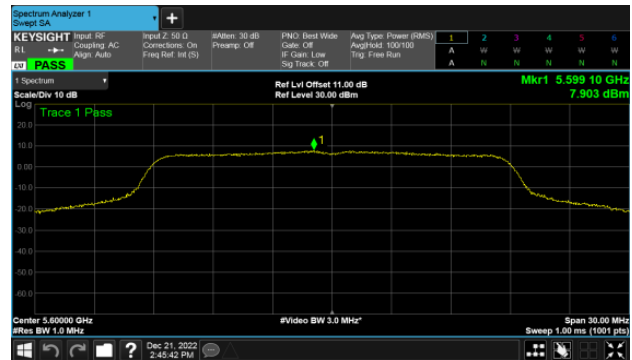 Spectrum Analyzer 1
Swept SA
+
KEYSIGHT Input: RF Input Z: 50 Ω #Atten: 30 dB PNO: Best Wide Avg Type: Power (RMS) 1 2 3 4 5 6
RL Coupling: AC Corrections: On Preamp: Off Gate: Off Avg|Hold: 100/100 A W W W W W
Align: Auto Freq Ref: Int (S) IF Gain: Low Trig: Free Run
LXI PASS Sig Track: Off A N N N N N
1 Spectrum Ref Lvl Offset 11.00 dB Mkr1 5.599 10 GHz
Scale/Div 10 dB Ref Level 30.00 dBm 7.903 dBm
Log
Trace 1 Pass
20.0
10.0
1
0.00
-10.0
-20.0
-30.0
-40.0
-50.0
-60.0
Center 5.60000 GHz #Video BW 3.0 MHz* Span 30.00 MHz
#Res BW 1.0 MHz Sweep 1.00 ms (1001 pts)
? Dec 21, 2022
2:45:42 PM